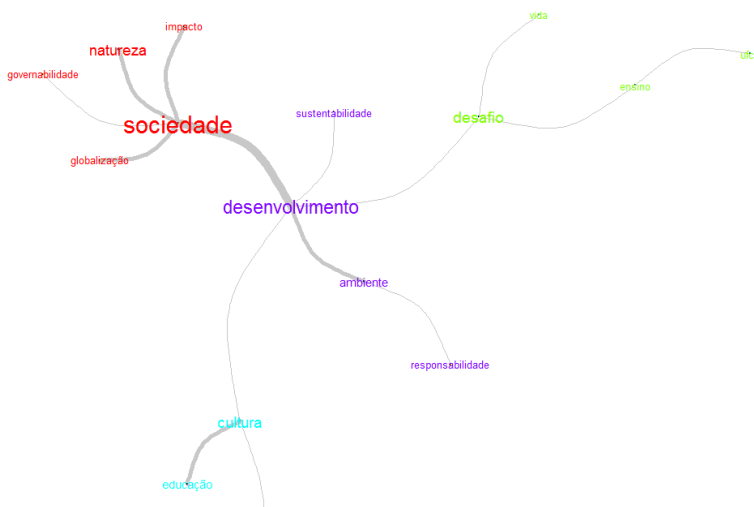 vida
impacto
natureza
governabilidade
ensino
sustentabilidade
desafio
sociedade
globalização
desenvolvimento
ambiente
responsabilidade
cultura
educação